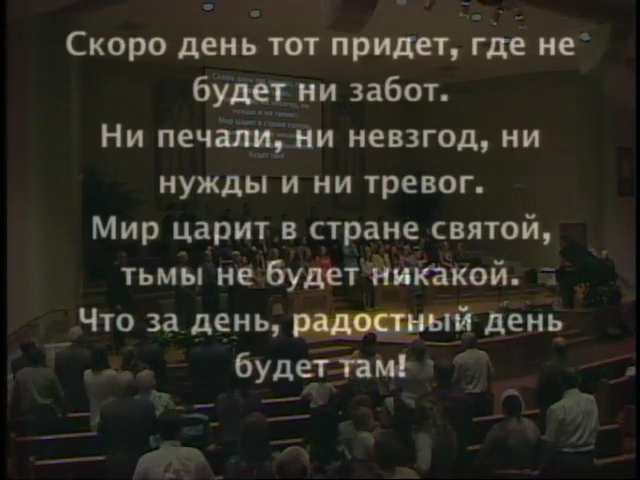 Скоро день тот придет, где не
будет ни забот.
Ни печали, ни невзгод, ни
нужды и ни тревог.
Мир царит в стране святой,
тьмы не будет никакой.
Что за день, радостный день
будет там!